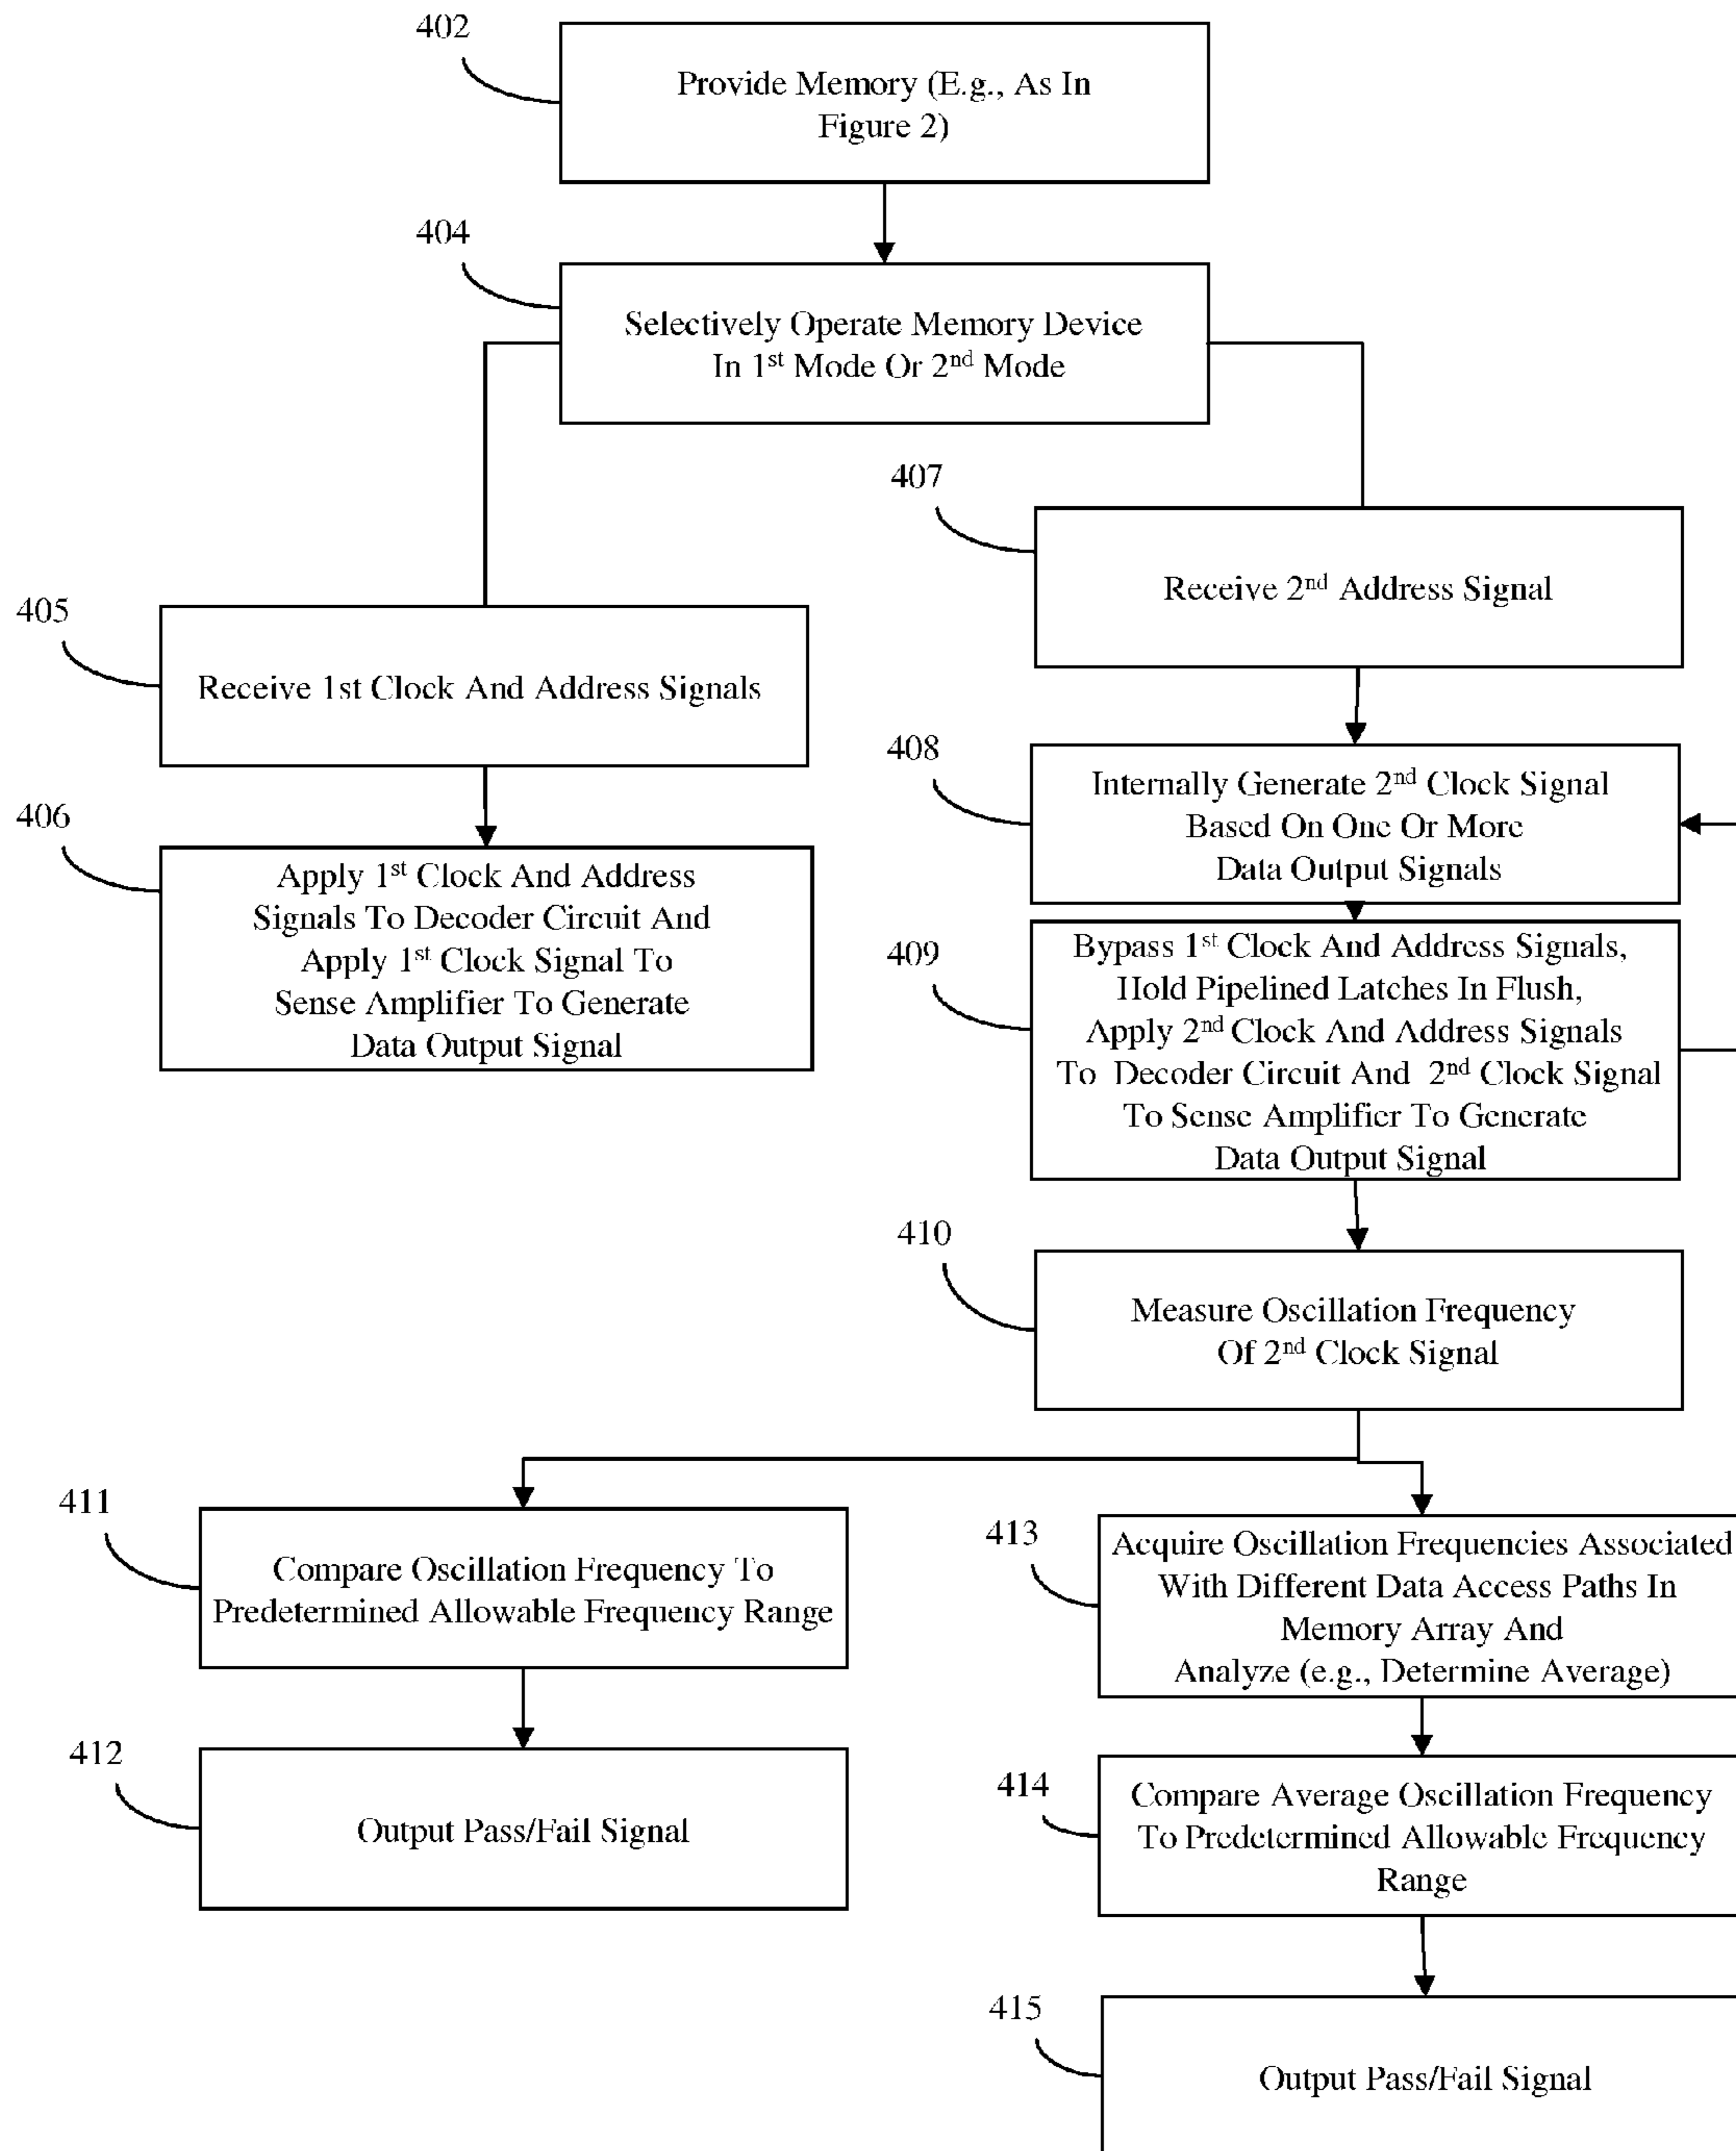 402
Provide Memory (E.g., As In
Figure 2)
404
Selectively Operate Memory Device
In 1st Mode Or 2nd Mode
407
Receive 2nd Address Signal
405
Receive 1st Clock And Address Signals
408
Internally Generate 2nd Clock Signal
Based On One Or More
Data Output Signals
406
Apply 1st Clock And Address
Signals To Decoder Circuit And
Apply 1st Clock Signal To
Sense Amplifier To Generate
Data Output Signal
409
Bypass 1st Clock And Address Signals,
Hold Pipelined Latches In Flush,
Apply 2nd Clock And Address Signals
To Decoder Circuit And 2nd Clock Signal
To Sense Amplifier To Generate
Data Output Signal
410
Measure Oscillation Frequency
Of 2nd Clock Signal
411
Compare Oscillation Frequency To
Predetermined Allowable Frequency Range
413
Acquire Oscillation Frequencies Associated
With Different Data Access Paths In
Memory Array And
Analyze (e.g., Determine Average)
412
Output Pass/Fail Signal
414
Compare Average Oscillation Frequency
To Predetermined Allowable Frequency
Range
415
Output Pass/Fail Signal